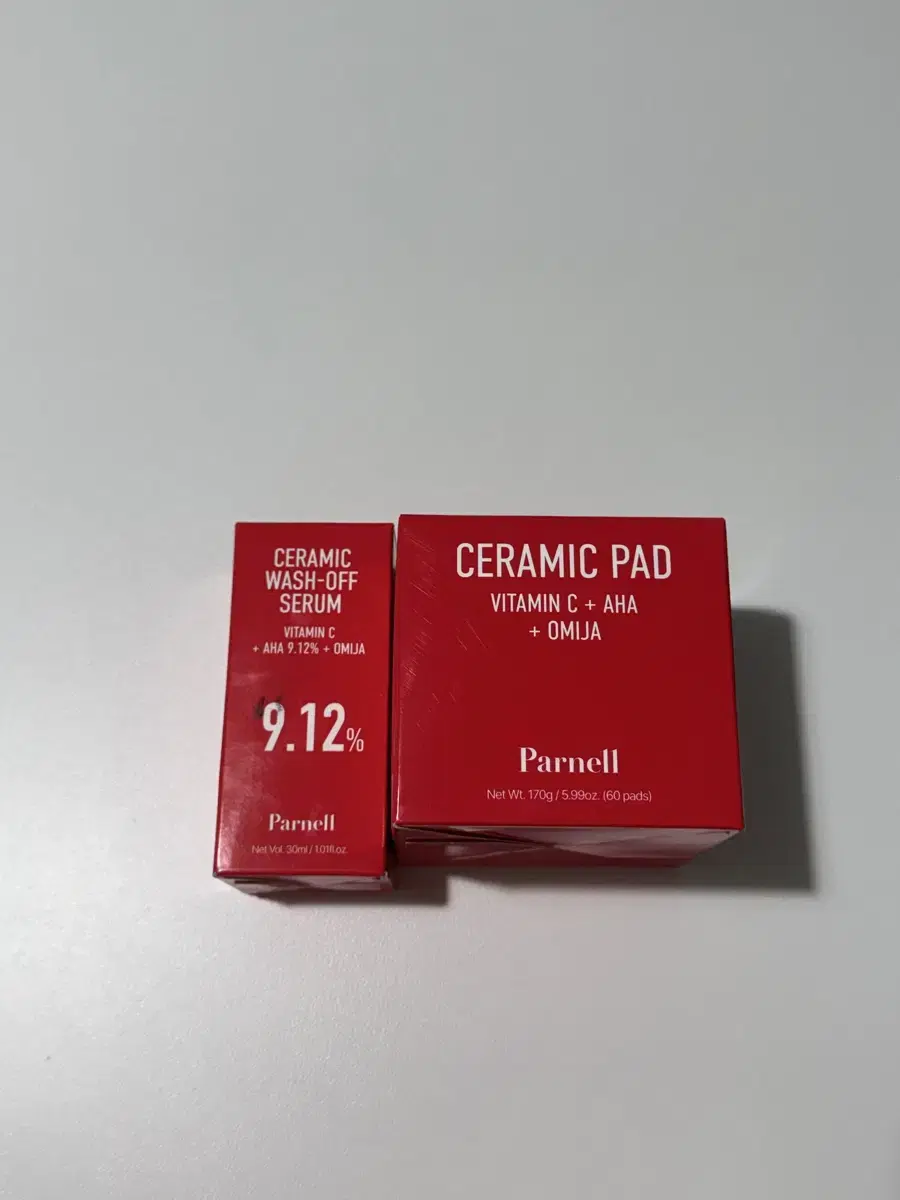 CERAMIC
WASH-OFF
SERUM
VITAMIN C
+ AHA 9.12% + OMIJA
9.12%
Parnell
Net Vol. 30ml / 1.01fl.oz.
CERAMIC PAD
VITAMIN C + AHA
+ OMIJA
Parnell
Net Wt. 170g / 5.99oz. (60 pads)